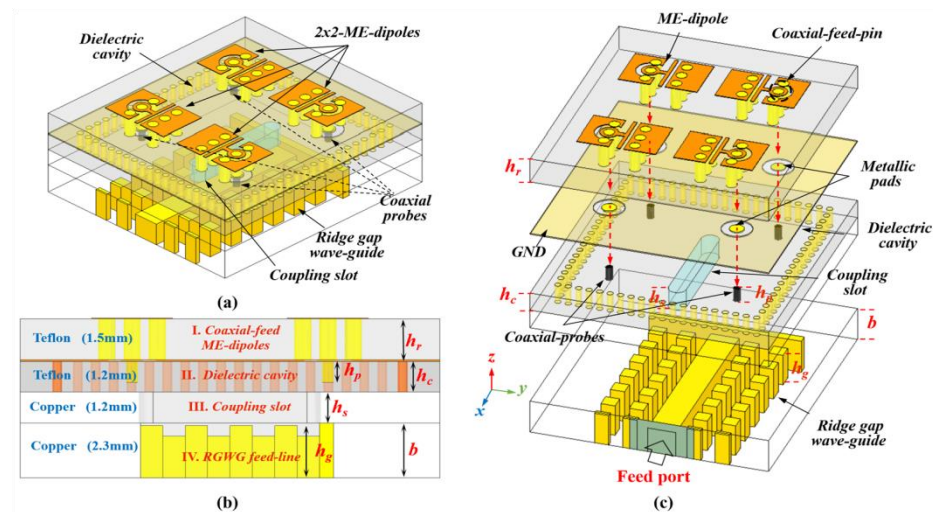 (a)
2x2-ME-dipoles
Dielectric
cavity
Coaxial
probes
Ridge gap
wave-guide
Coupling slot
(a)
Teflon (1.5mm)
I. Coaxial-feed
ME-dipoles
hr
Teflon (1.2mm)
II. Dielectric cavity
hp
hc
Copper (1.2mm)
III. Coupling slot
hs
Copper (2.3mm)
IV. RGWG feed-line
hg
b
(b)
(c)
ME-dipole
Coaxial-feed-pin
hr
Metallic
pads
Dielectric
cavity
GND
Coupling
slot
hc
hs
hp
Coaxial-probes
b
z
y
x
hg
Ridge gap
wave-guide
Feed port
(c)